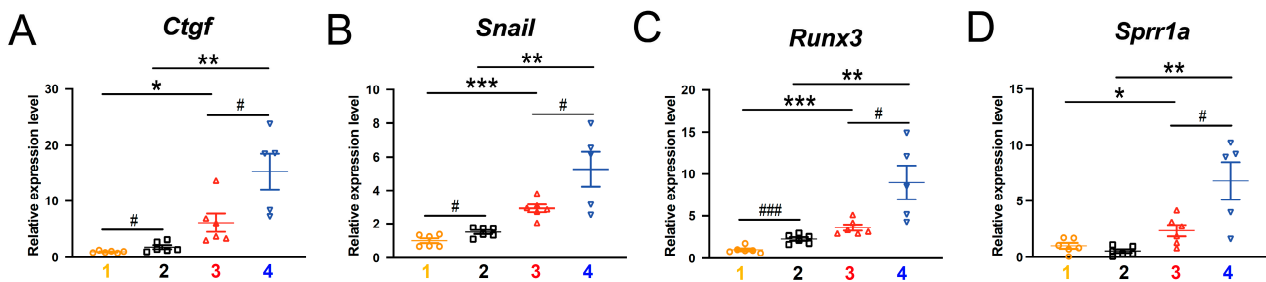 A
Ctgf
Relative expression level
30
20
10
0
**
*
#
#
1 2 3 4
B
Snail
Relative expression level
10
8
6
4
2
0
**
***
#
#
1 2 3 4
C
Runx3
Relative expression level
20
15
10
5
0
**
***
#
###
1 2 3 4
D
Sprr1a
Relative expression level
15
10
5
0
**
*
#
1 2 3 4